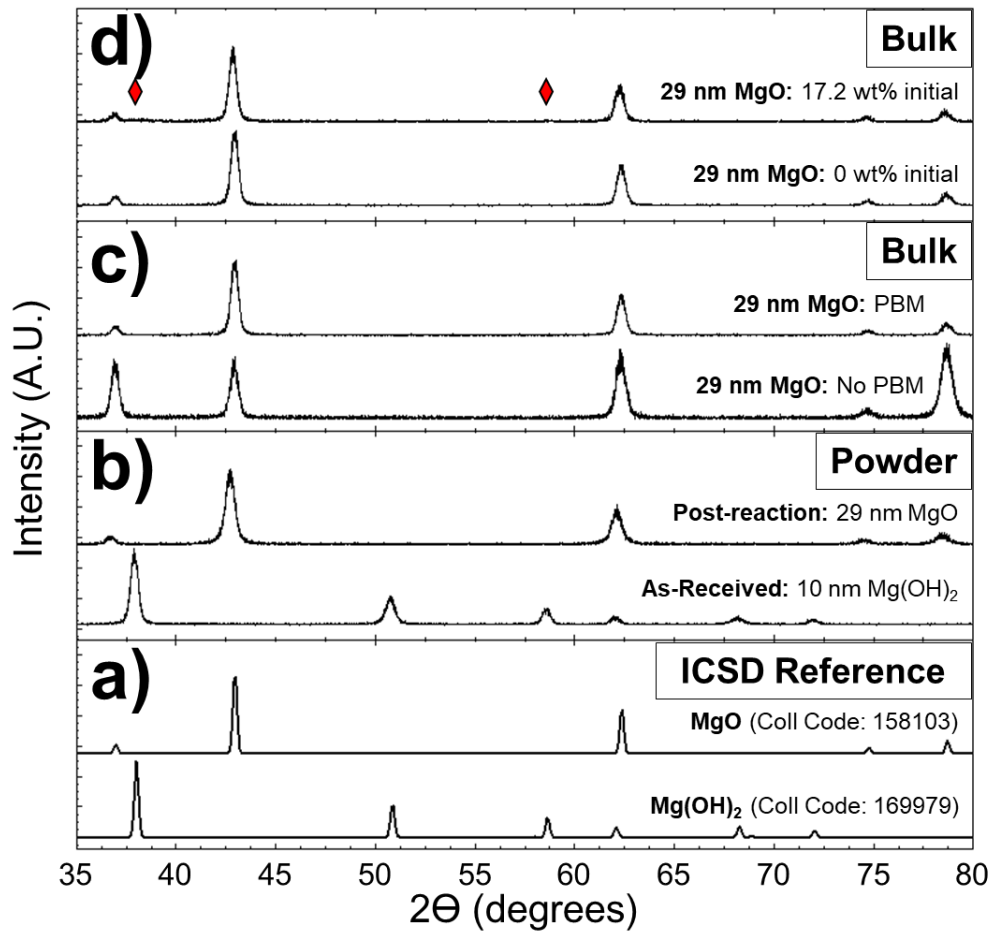 d)
Bulk
29 nm MgO: 17.2 wt% initial
29 nm MgO: 0 wt% initial
c)
Bulk
29 nm MgO: PBM
29 nm MgO: No PBM
b)
Powder
Post-reaction: 29 nm MgO
As-Received: 10 nm Mg(OH)₂
a)
ICSD Reference
MgO (Coll Code: 158103)
Mg(OH)₂ (Coll Code: 169979)
Intensity (A.U.)
35 40 45 50 55 60 65 70 75 80
2ϴ (degrees)